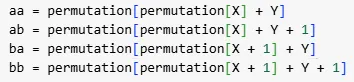 aa = permutation[permutation[X] + Y]
ab = permutation[permutation[X] + Y + 1]
ba = permutation[permutation[X + 1] + Y]
bb = permutation[permutation[X + 1] + Y + 1]